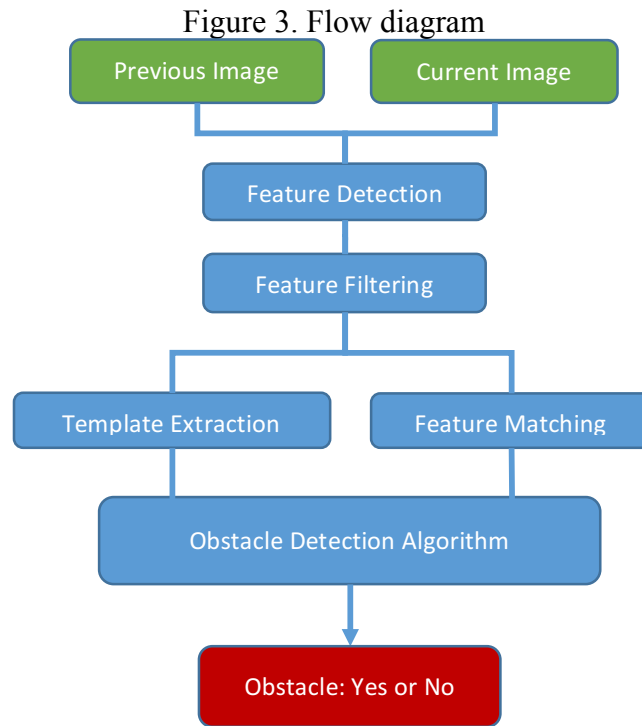 Figure 3. Flow diagram
Previous Image
Current Image
Feature Detection
Feature Filtering
Template Extraction
Feature Matching
Obstacle Detection Algorithm
Obstacle: Yes or No